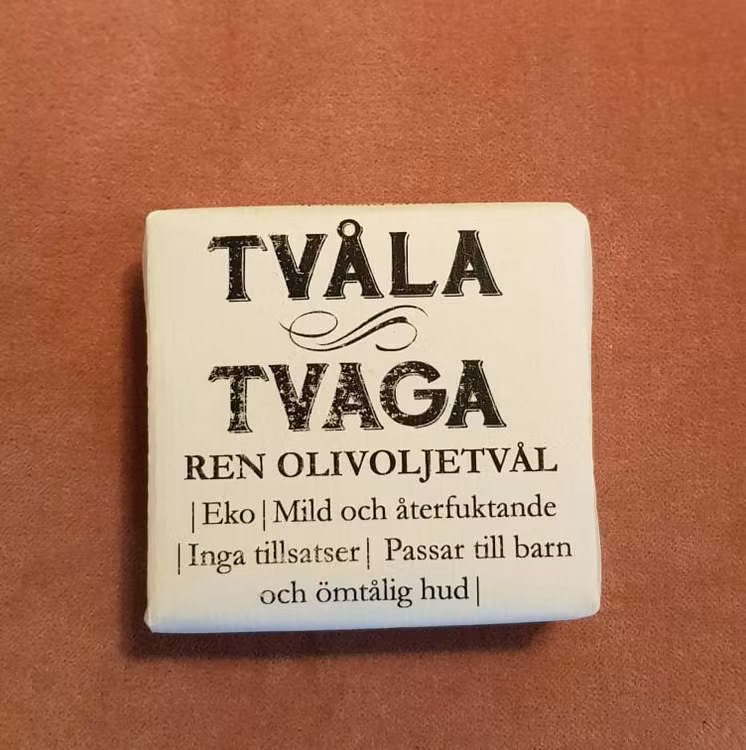 TVÅLA
TVAGA
REN OLIVOLJETVÅL
|Eko|Mild och återfuktande
|Inga tillsatser| Passar till barn
och ömtålig hud|